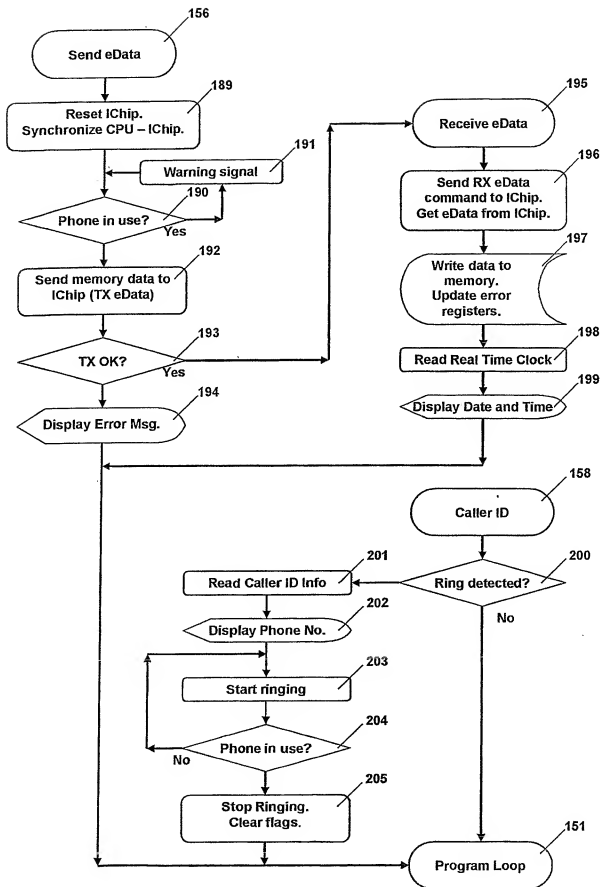 156
Send eData
189
Reset IChip.
Synchronize CPU – IChip.
191
Warning signal
190
Phone in use?
Yes
192
Send memory data to
IChip (TX eData)
193
TX OK?
Yes
194
Display Error Msg.
195
Receive eData
196
Send RX eData
command to IChip.
Get eData from IChip.
197
Write data to
memory.
Update error
registers.
198
Read Real Time Clock
199
Display Date and Time
158
Caller ID
200
Ring detected?
No
201
Read Caller ID Info
202
Display Phone No.
203
Start ringing
204
Phone in use?
No
205
Stop Ringing.
Clear flags.
151
Program Loop